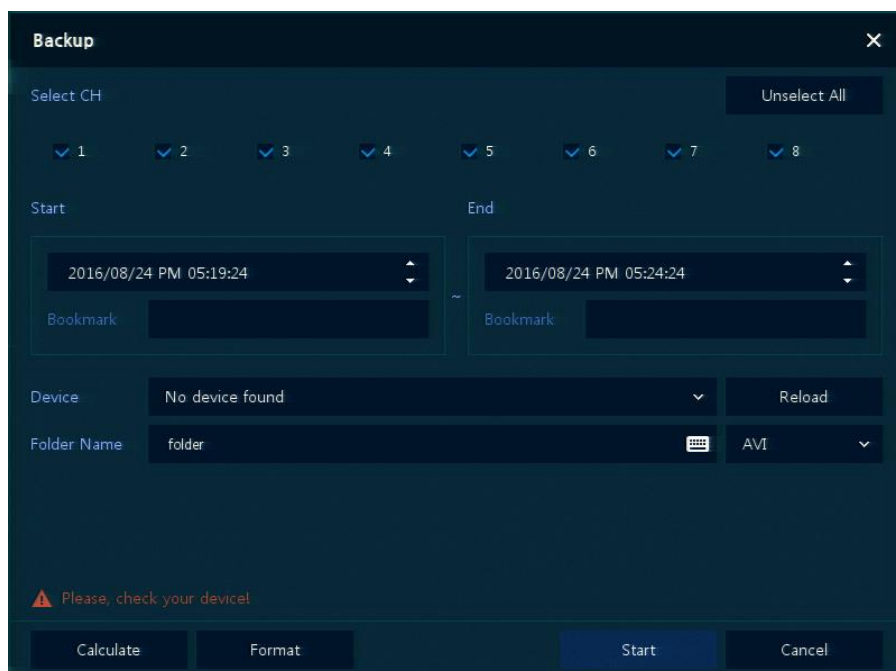 Backup
Select CH
Unselect All
1 2 3 4 5 6 7 8
Start
End
2016/08/24 PM 05:19:24
~
2016/08/24 PM 05:24:24
Bookmark
Bookmark
Device
No device found
Reload
Folder Name
folder
AVI
Please, check your device!
Calculate
Format
Start
Cancel